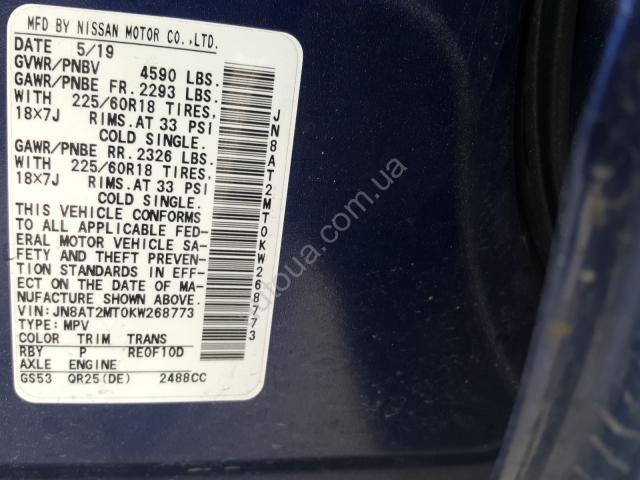 MFD BY NISSAN MOTOR CO.,LTD.
DATE 5/19
GVWR/PNBV 4590 LBS.
GAWR/PNBE FR. 2293 LBS.
WITH 225/60R18 TIRES,
18X7J RIMS.AT 33 PSI
COLD SINGLE.
GAWR/PNBE RR. 2326 LBS.
WITH 225/60R18 TIRES,
18X7J RIMS.AT 33 PSI
COLD SINGLE.
THIS VEHICLE CONFORMS
TO ALL APPLICABLE FED-
ERAL MOTOR VEHICLE SA-
FETY AND THEFT PREVEN-
TION STANDARDS IN EFF-
ECT ON THE DATE OF MA-
NUFACTURE SHOWN ABOVE.
VIN: JN8AT2MT0KW268773
TYPE: MPV
COLOR TRIM TRANS
RBY P RE0F10D
AXLE ENGINE
GS53 QR25(DE) 2488CC
JN8AT2MT0KW268773
autoua.com.ua